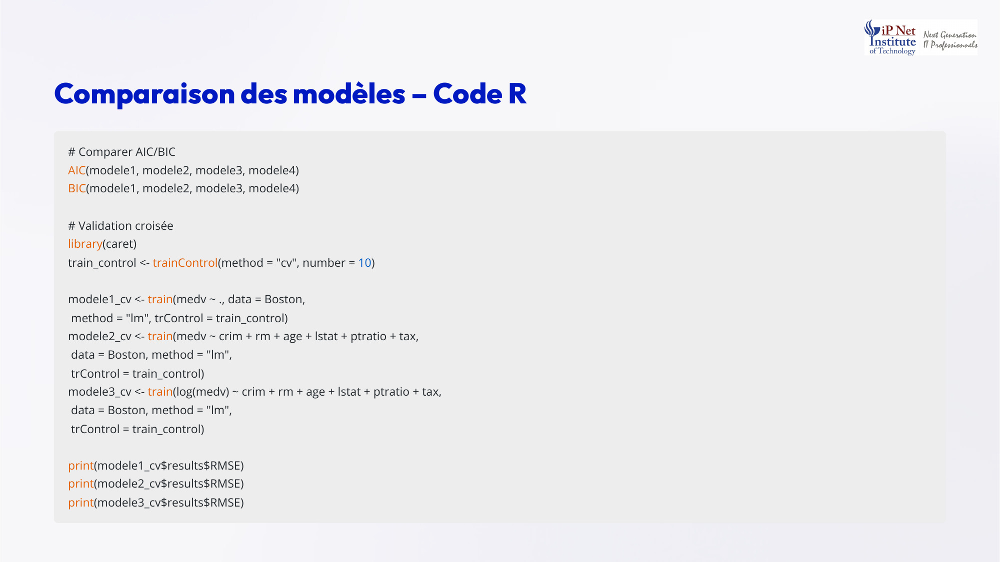 iP Net
Institute
of Technology
Next Generation
IT Professionnels
Comparaison des modèles – Code R
# Comparer AIC/BIC
AIC(modele1, modele2, modele3, modele4)
BIC(modele1, modele2, modele3, modele4)
# Validation croisée
library(caret)
train_control <- trainControl(method = "cv", number = 10)
modele1_cv <- train(medv ~ ., data = Boston,
method = "lm", trControl = train_control)
modele2_cv <- train(medv ~ crim + rm + age + lstat + ptratio + tax,
data = Boston, method = "lm",
trControl = train_control)
modele3_cv <- train(log(medv) ~ crim + rm + age + lstat + ptratio + tax,
data = Boston, method = "lm",
trControl = train_control)
print(modele1_cv$results$RMSE)
print(modele2_cv$results$RMSE)
print(modele3_cv$results$RMSE)